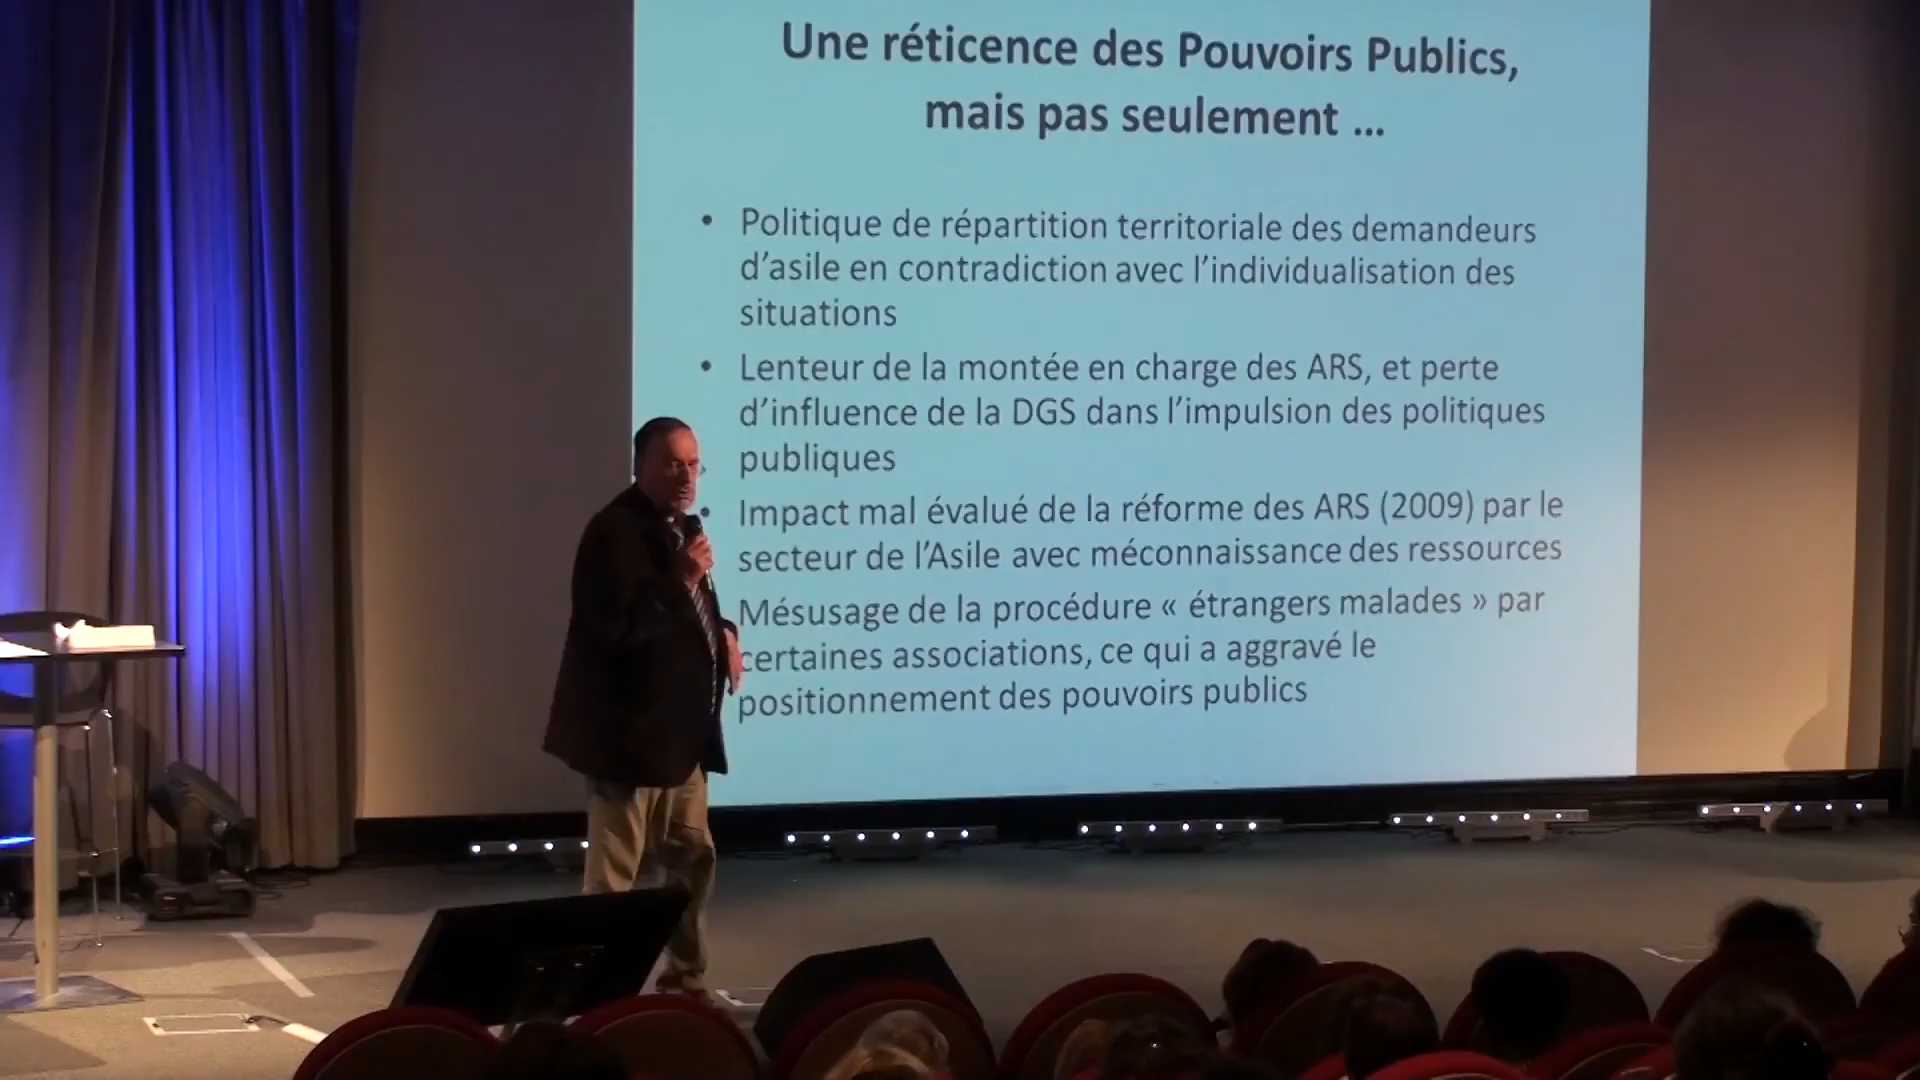 Une réticence des Pouvoirs Publics,
mais pas seulement ...
• Politique de répartition territoriale des demandeurs
d’asile en contradiction avec l’individualisation des
situations
• Lenteur de la montée en charge des ARS, et perte
d’influence de la DGS dans l’impulsion des politiques
publiques
• Impact mal évalué de la réforme des ARS (2009) par le
secteur de l’Asile avec méconnaissance des ressources
Mésusage de la procédure « étrangers malades » par
certaines associations, ce qui a aggravé le
positionnement des pouvoirs publics